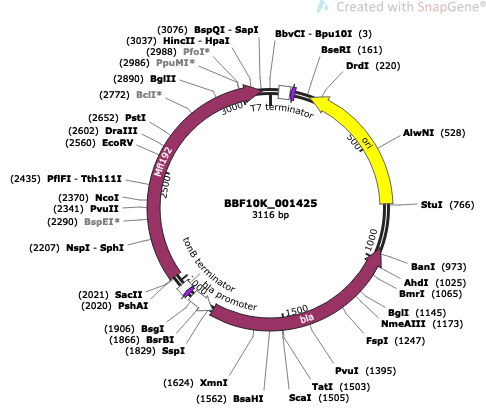 Created with SnapGene®
(3076) BspQI - SapI
(3037) HincII - HpaI
(2988) PfoI*
(2986) PpuMI*
(2890) BglII
(2772) BclI*
(2652) PstI
(2602) DraIII
(2560) EcoRV
(2435) PflFI - Tth111I
(2370) NcoI
(2341) PvuII
(2290) BspEI*
(2207) NspI - SphI
(2021) SacII
(2020) PshAI
(1906) BsgI
(1866) BsrBI
(1829) SspI
(1624) XmnI
(1562) BsaHI
BbvCI - Bpu10I (3)
BseRI (161)
DrdI (220)
AlwNI (528)
StuI (766)
BanI (973)
AhdI (1025)
BmrI (1065)
BglI (1145)
NmeAIII (1173)
FspI (1247)
PvuI (1395)
TatI (1503)
ScaI (1505)
T7 terminator
ori
bla
bla promoter
tonB terminator
Mfl192
500
1000
1500
2500
3000
BBF10K_001425
3116 bp